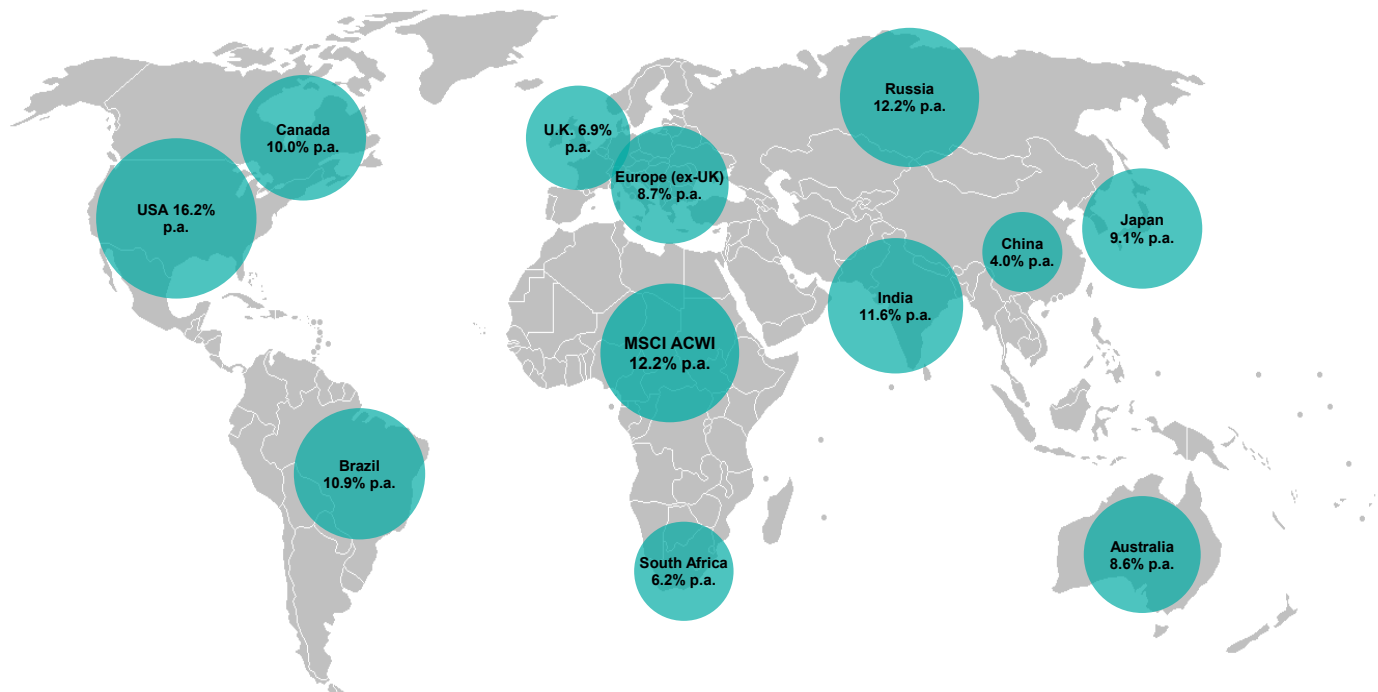 Canada
10.0% p.a.
USA 16.2%
p.a.
U.K. 6.9%
p.a.
Europe (ex-UK)
8.7% p.a.
Russia
12.2% p.a.
Japan
9.1% p.a.
China
4.0% p.a.
India
11.6% p.a.
MSCI ACWI
12.2% p.a.
Brazil
10.9% p.a.
South Africa
6.2% p.a.
Australia
8.6% p.a.